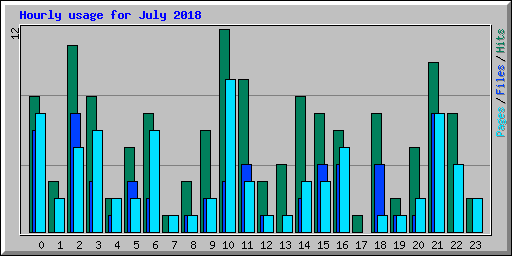 Hourly usage for July 2018
12
Pages/Files/Hits
0 1 2 3 4 5 6 7 8 9 10 11 12 13 14 15 16 17 18 19 20 21 22 23